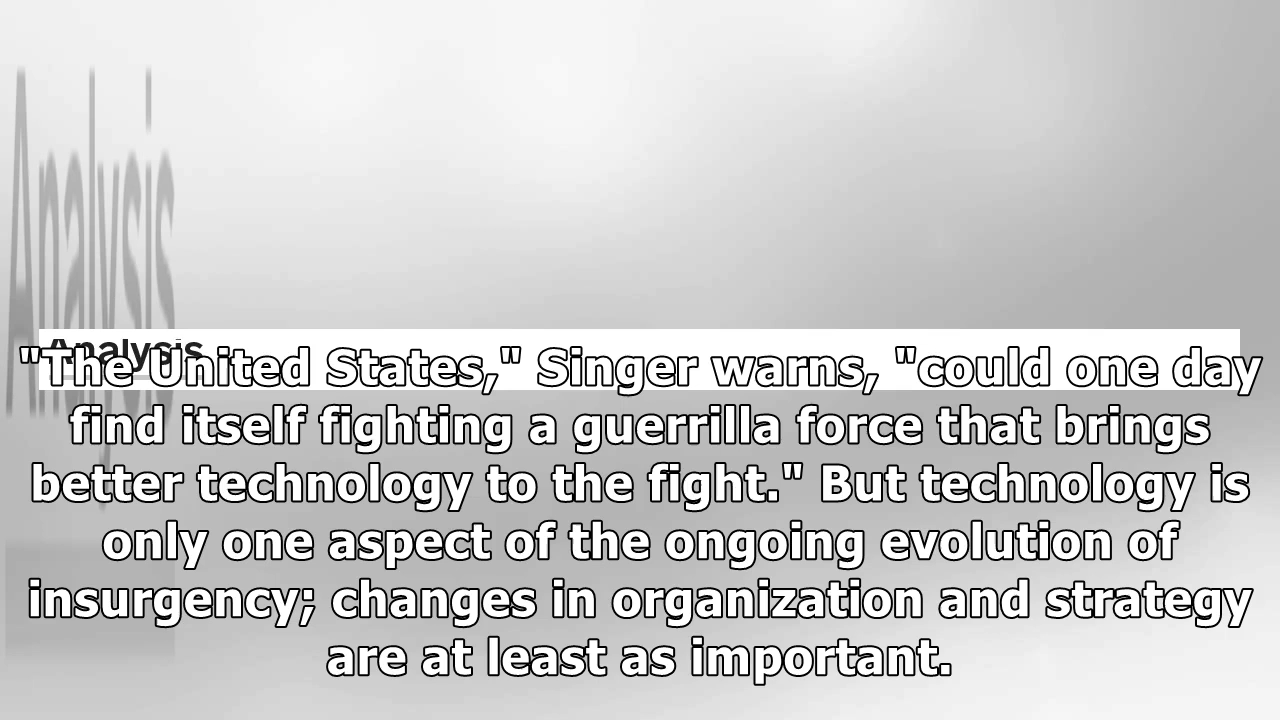 Analysis
Analysis
"The United States," Singer warns, "could one day
find itself fighting a guerrilla force that brings
better technology to the fight." But technology is
only one aspect of the ongoing evolution of
insurgency; changes in organization and strategy
are at least as important.